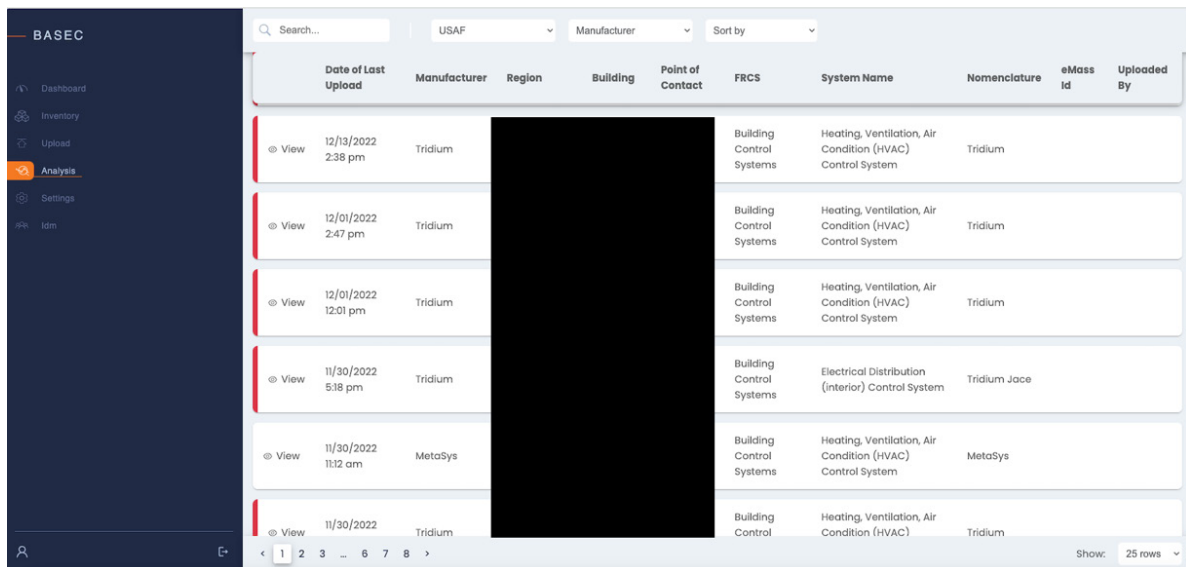 BASEC
Dashboard
Inventory
Upload
Analysis
Settings
Idm
Search... USAF Manufacturer Sort by
Date of Last Upload Manufacturer Region Building Point of Contact FRCS System Name Nomenclature eMass Id Uploaded By
View 12/13/2022 2:38 pm Tridium Building Control Systems Heating, Ventilation, Air Condition (HVAC) Control System Tridium
View 12/01/2022 2:47 pm Tridium Building Control Systems Heating, Ventilation, Air Condition (HVAC) Control System Tridium
View 12/01/2022 12:01 pm Tridium Building Control Systems Heating, Ventilation, Air Condition (HVAC) Control System Tridium
View 11/30/2022 5:18 pm Tridium Building Control Systems Electrical Distribution (interior) Control System Tridium Jace
View 11/30/2022 11:12 am MetaSys Building Control Systems Heating, Ventilation, Air Condition (HVAC) Control System MetaSys
View 11/30/2022 Tridium Building Control Heating, Ventilation, Air Condition (HVAC) Tridium
< 1 2 3 ... 6 7 8 > Show: 25 rows